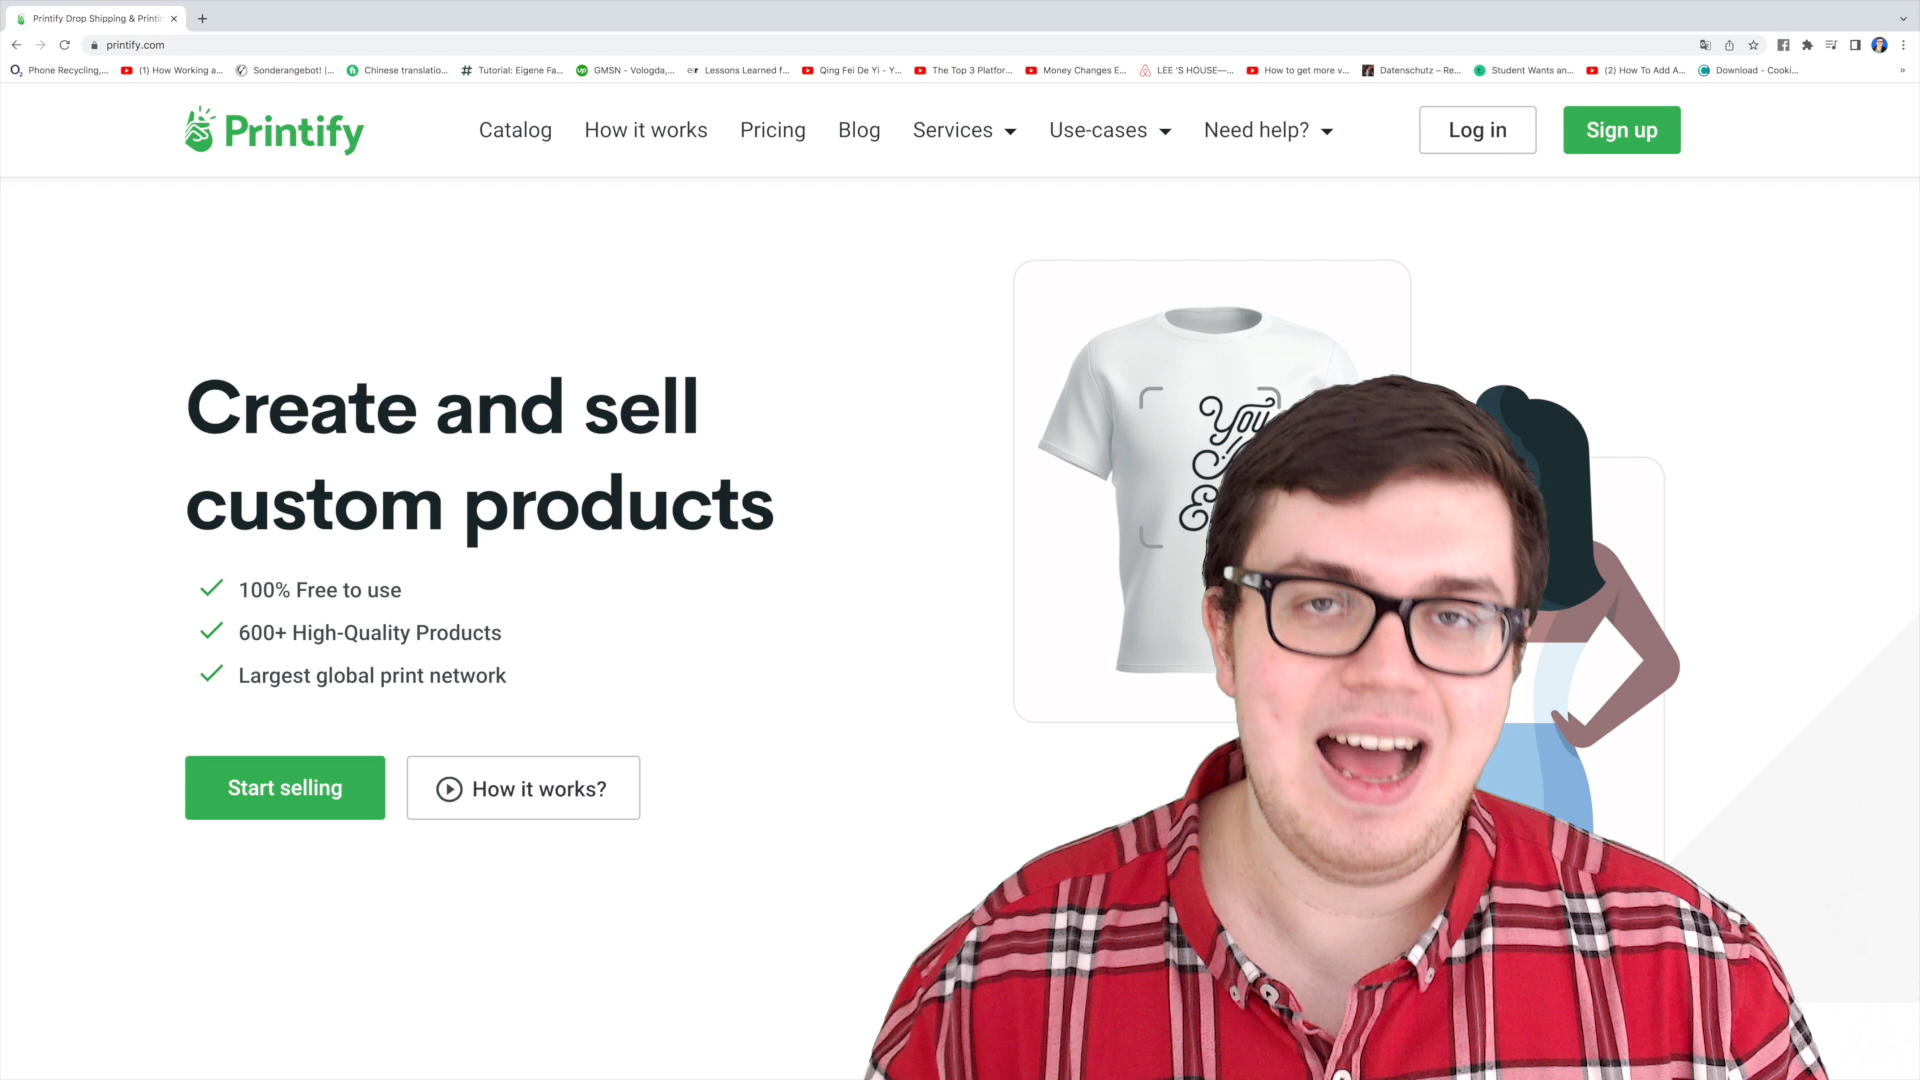 Printify Drop Shipping & Printin
printify.com
Phone Recycling,...
(1) How Working a...
Sonderangebot! |...
Chinese translatio...
Tutorial: Eigene Fa...
GMSN - Vologda,...
Lessons Learned f...
Qing Fei De Yi - Y...
The Top 3 Platfor...
Money Changes E...
LEE 'S HOUSE—...
How to get more v...
Datenschutz – Re...
Student Wants an...
(2) How To Add A...
Download - Cooki...
Printify
Catalog
How it works
Pricing
Blog
Services
Use-cases
Need help?
Log in
Sign up
Create and sell
custom products
100% Free to use
600+ High-Quality Products
Largest global print network
Start selling
How it works?
You